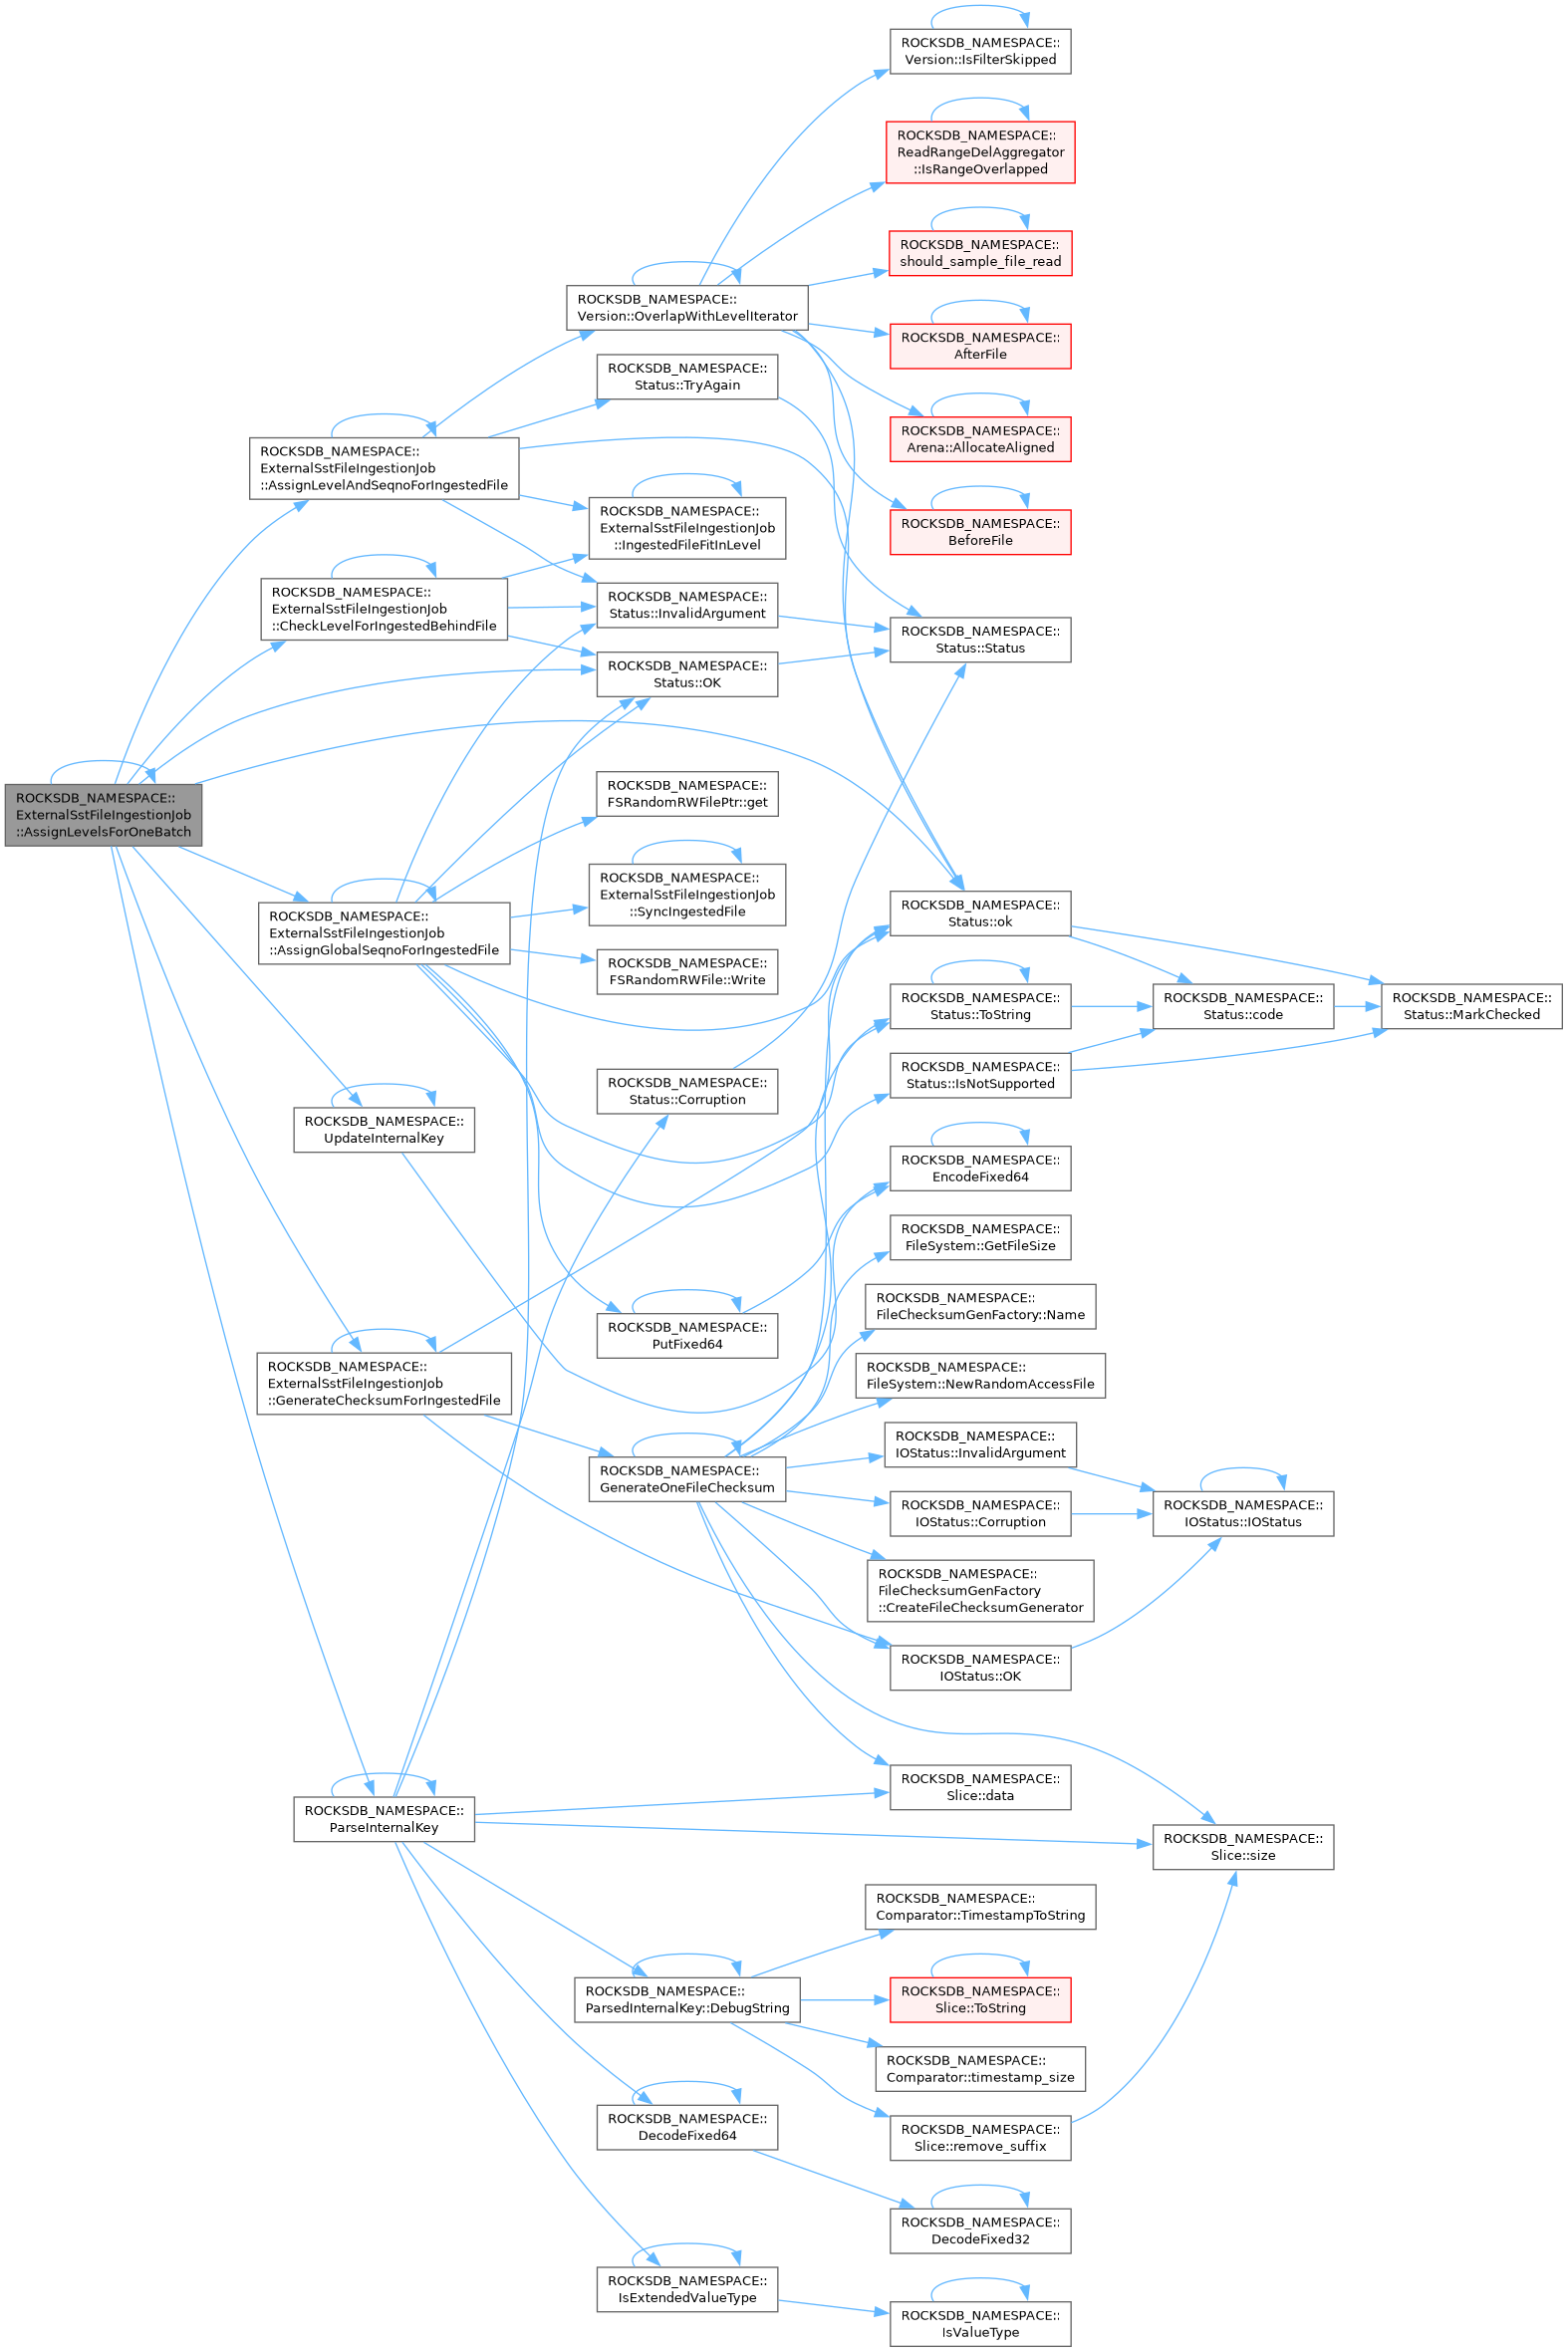 ROCKSDB_NAMESPACE::
Version::IsFilterSkipped
ROCKSDB_NAMESPACE::
ReadRangeDelAggregator
::IsRangeOverlapped
ROCKSDB_NAMESPACE::
should_sample_file_read
ROCKSDB_NAMESPACE::
Version::OverlapWithLevelIterator
ROCKSDB_NAMESPACE::
AfterFile
ROCKSDB_NAMESPACE::
Status::TryAgain
ROCKSDB_NAMESPACE::
Arena::AllocateAligned
ROCKSDB_NAMESPACE::
ExternalSstFileIngestionJob
::AssignLevelAndSeqnoForIngestedFile
ROCKSDB_NAMESPACE::
ExternalSstFileIngestionJob
::IngestedFileFitInLevel
ROCKSDB_NAMESPACE::
BeforeFile
ROCKSDB_NAMESPACE::
ExternalSstFileIngestionJob
::CheckLevelForIngestedBehindFile
ROCKSDB_NAMESPACE::
Status::InvalidArgument
ROCKSDB_NAMESPACE::
Status::Status
ROCKSDB_NAMESPACE::
Status::OK
ROCKSDB_NAMESPACE::
ExternalSstFileIngestionJob
::AssignLevelsForOneBatch
ROCKSDB_NAMESPACE::
FSRandomRWFilePtr::get
ROCKSDB_NAMESPACE::
ExternalSstFileIngestionJob
::SyncIngestedFile
ROCKSDB_NAMESPACE::
Status::ok
ROCKSDB_NAMESPACE::
ExternalSstFileIngestionJob
::AssignGlobalSeqnoForIngestedFile
ROCKSDB_NAMESPACE::
FSRandomRWFile::Write
ROCKSDB_NAMESPACE::
Status::ToString
ROCKSDB_NAMESPACE::
Status::code
ROCKSDB_NAMESPACE::
Status::MarkChecked
ROCKSDB_NAMESPACE::
Status::IsNotSupported
ROCKSDB_NAMESPACE::
Status::Corruption
ROCKSDB_NAMESPACE::
UpdateInternalKey
ROCKSDB_NAMESPACE::
EncodeFixed64
ROCKSDB_NAMESPACE::
FileSystem::GetFileSize
ROCKSDB_NAMESPACE::
FileChecksumGenFactory::Name
ROCKSDB_NAMESPACE::
PutFixed64
ROCKSDB_NAMESPACE::
FileSystem::NewRandomAccessFile
ROCKSDB_NAMESPACE::
ExternalSstFileIngestionJob
::GenerateChecksumForIngestedFile
ROCKSDB_NAMESPACE::
IOStatus::InvalidArgument
ROCKSDB_NAMESPACE::
GenerateOneFileChecksum
ROCKSDB_NAMESPACE::
IOStatus::Corruption
ROCKSDB_NAMESPACE::
IOStatus::IOStatus
ROCKSDB_NAMESPACE::
FileChecksumGenFactory
::CreateFileChecksumGenerator
ROCKSDB_NAMESPACE::
IOStatus::OK
ROCKSDB_NAMESPACE::
Slice::data
ROCKSDB_NAMESPACE::
ParseInternalKey
ROCKSDB_NAMESPACE::
Slice::size
ROCKSDB_NAMESPACE::
Comparator::TimestampToString
ROCKSDB_NAMESPACE::
ParsedInternalKey::DebugString
ROCKSDB_NAMESPACE::
Slice::ToString
ROCKSDB_NAMESPACE::
Comparator::timestamp_size
ROCKSDB_NAMESPACE::
DecodeFixed64
ROCKSDB_NAMESPACE::
Slice::remove_suffix
ROCKSDB_NAMESPACE::
DecodeFixed32
ROCKSDB_NAMESPACE::
IsExtendedValueType
ROCKSDB_NAMESPACE::
IsValueType